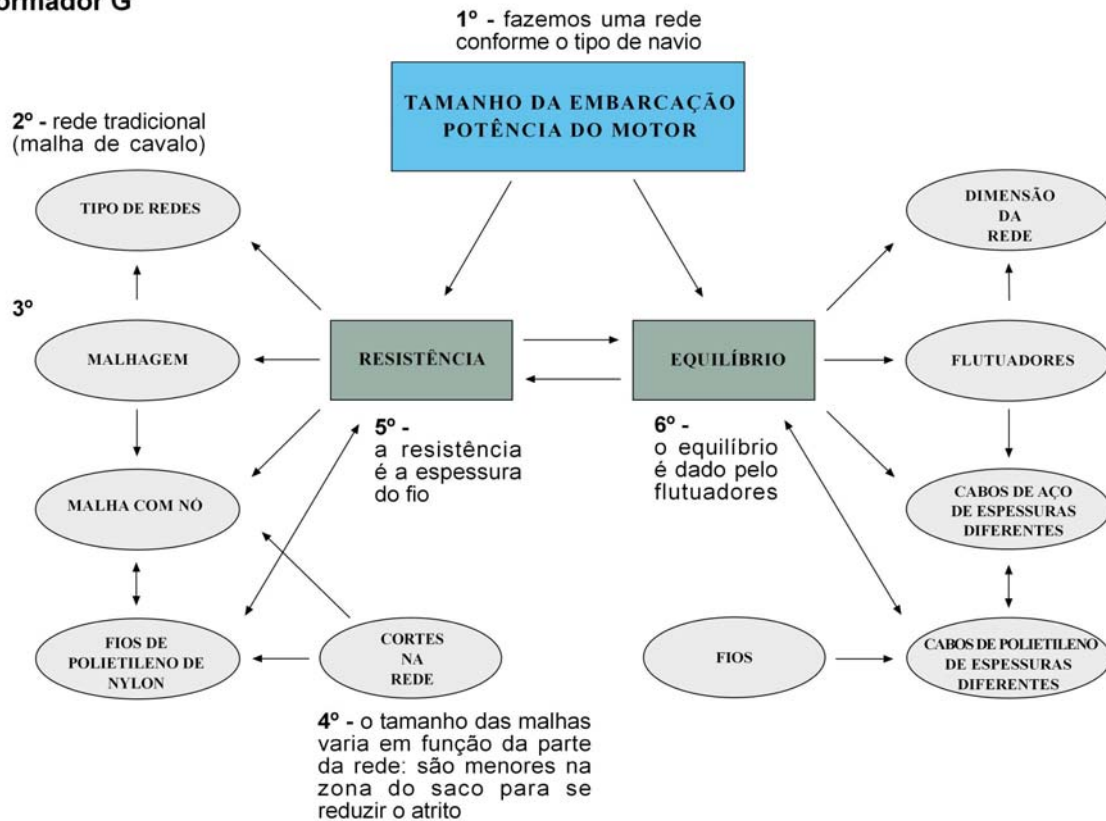 ormador G
1º - fazemos uma rede
conforme o tipo de navio
TAMANHO DA EMBARCAÇÃO
POTÊNCIA DO MOTOR
2º - rede tradicional
(malha de cavalo)
TIPO DE REDES
DIMENSÃO
DA
REDE
3º
MALHAGEM
RESISTÊNCIA
EQUILÍBRIO
FLUTUADORES
5º -
a resistência
é a espessura
do fio
6º -
o equilíbrio
é dado pelo
flutuadores
MALHA COM NÓ
CABOS DE AÇO
DE ESPESSURAS
DIFERENTES
FIOS DE
POLIETILENO DE
NYLON
CORTES
NA
REDE
FIOS
CABOS DE POLIETILENO
DE ESPESSURAS
DIFERENTES
4º - o tamanho das malhas
varia em função da parte
da rede: são menores na
zona do saco para se
reduzir o atrito